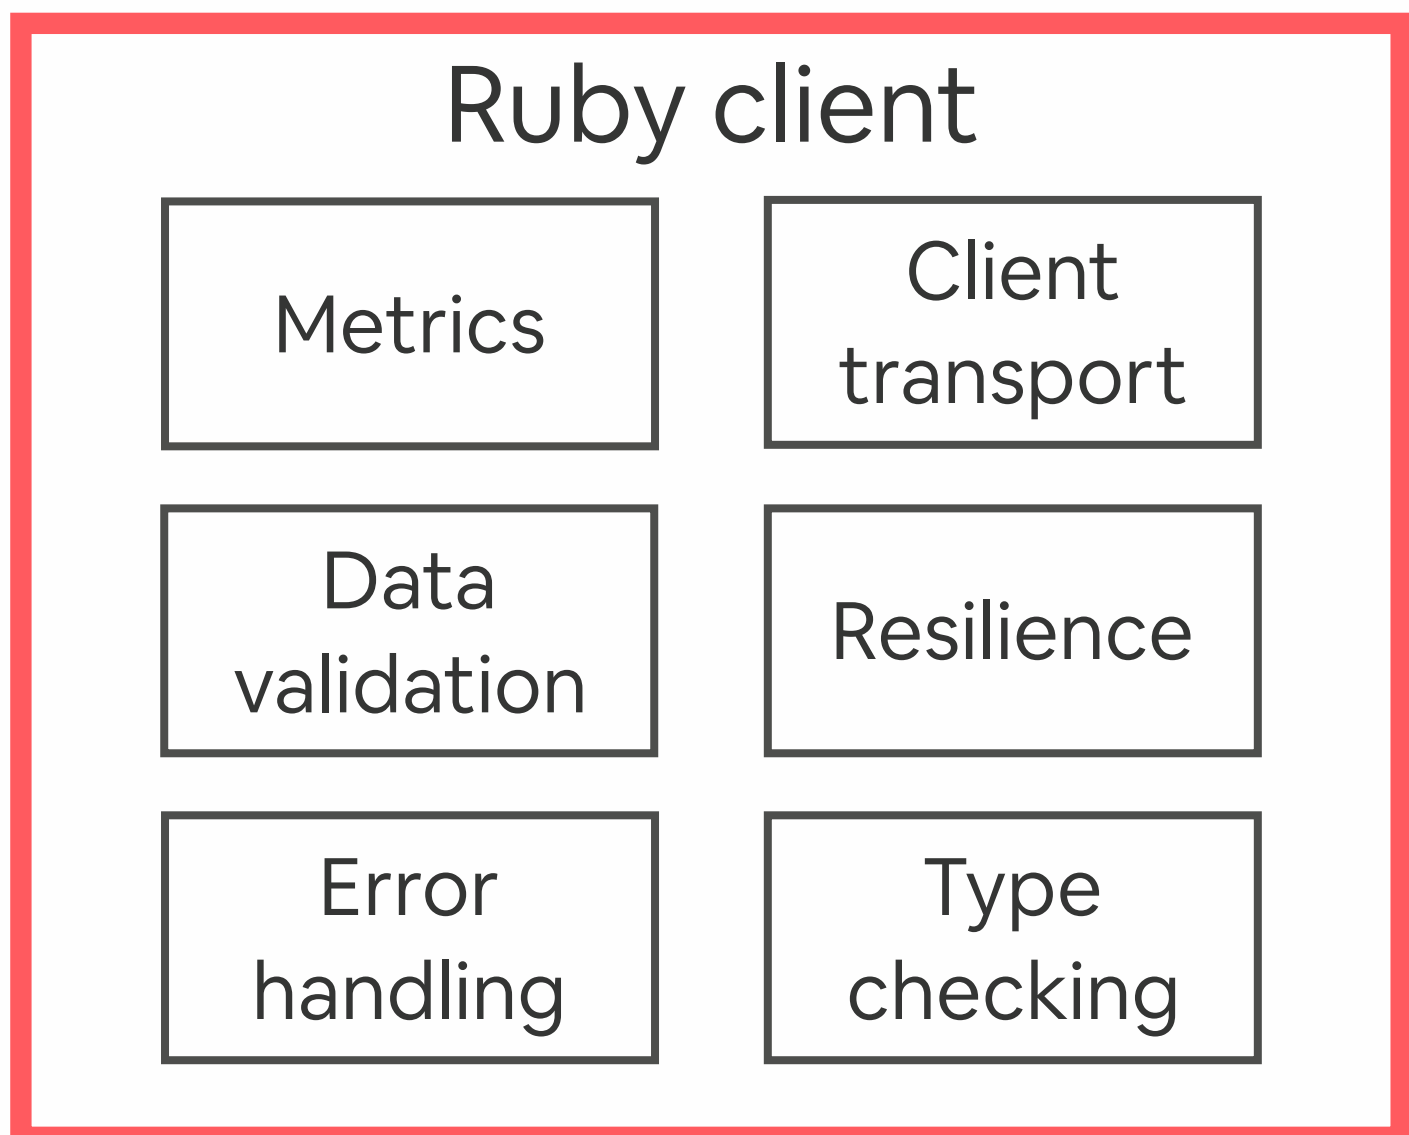 Ruby client
Metrics
Client
transport
Data
validation
Resilience
Error
handling
Type
checking